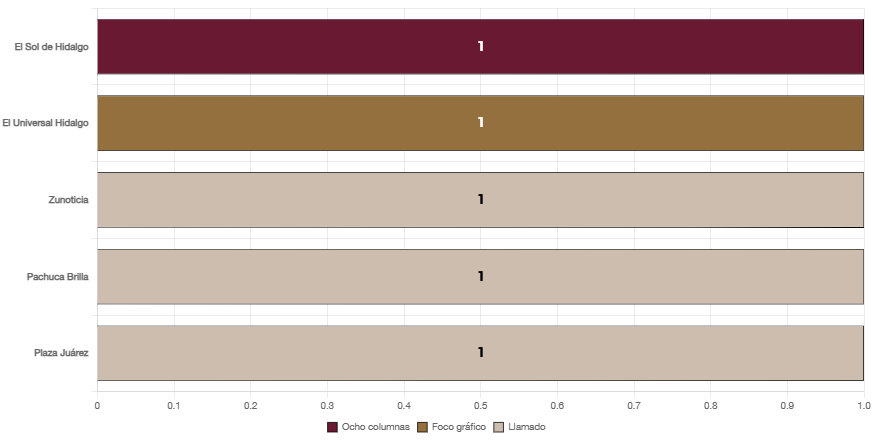 El Sol de Hidalgo
1
El Universal Hidalgo
1
Zunoticia
1
Pachuca Brilla
1
Plaza Juárez
1
0 0.1 0.2 0.3 0.4 0.5 0.6 0.7 0.8 0.9 1.0
Ocho columnas Foco gráfico Llamado